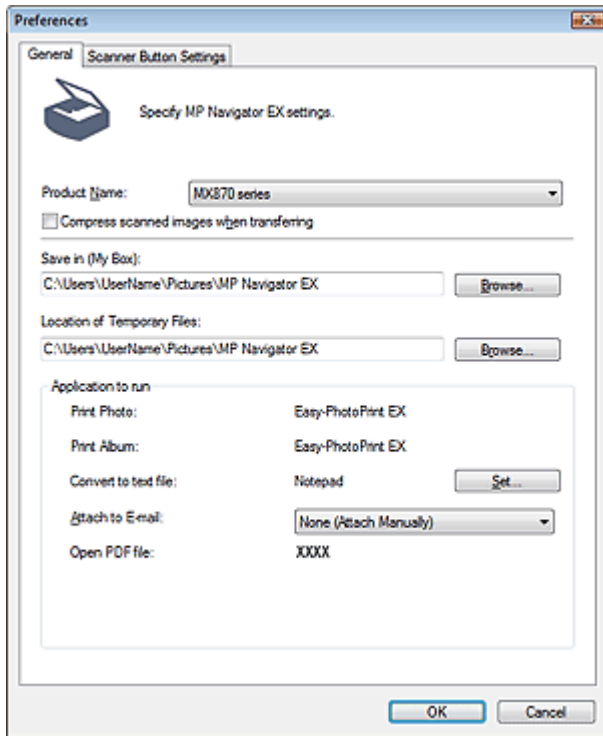 Preferences
General Scanner Button Settings
Specify MP Navigator EX settings.
Product Name: MX870 series
Compress scanned images when transferring
Save in (My Box):
C:\Users\UserName\Pictures\MP Navigator EX Browse...
Location of Temporary Files:
C:\Users\UserName\Pictures\MP Navigator EX Browse...
Application to run
Print Photo: Easy-PhotoPrint EX
Print Album: Easy-PhotoPrint EX
Convert to text file: Notepad Set...
Attach to E-mail: None (Attach Manually)
Open PDF file: XXXX
OK Cancel